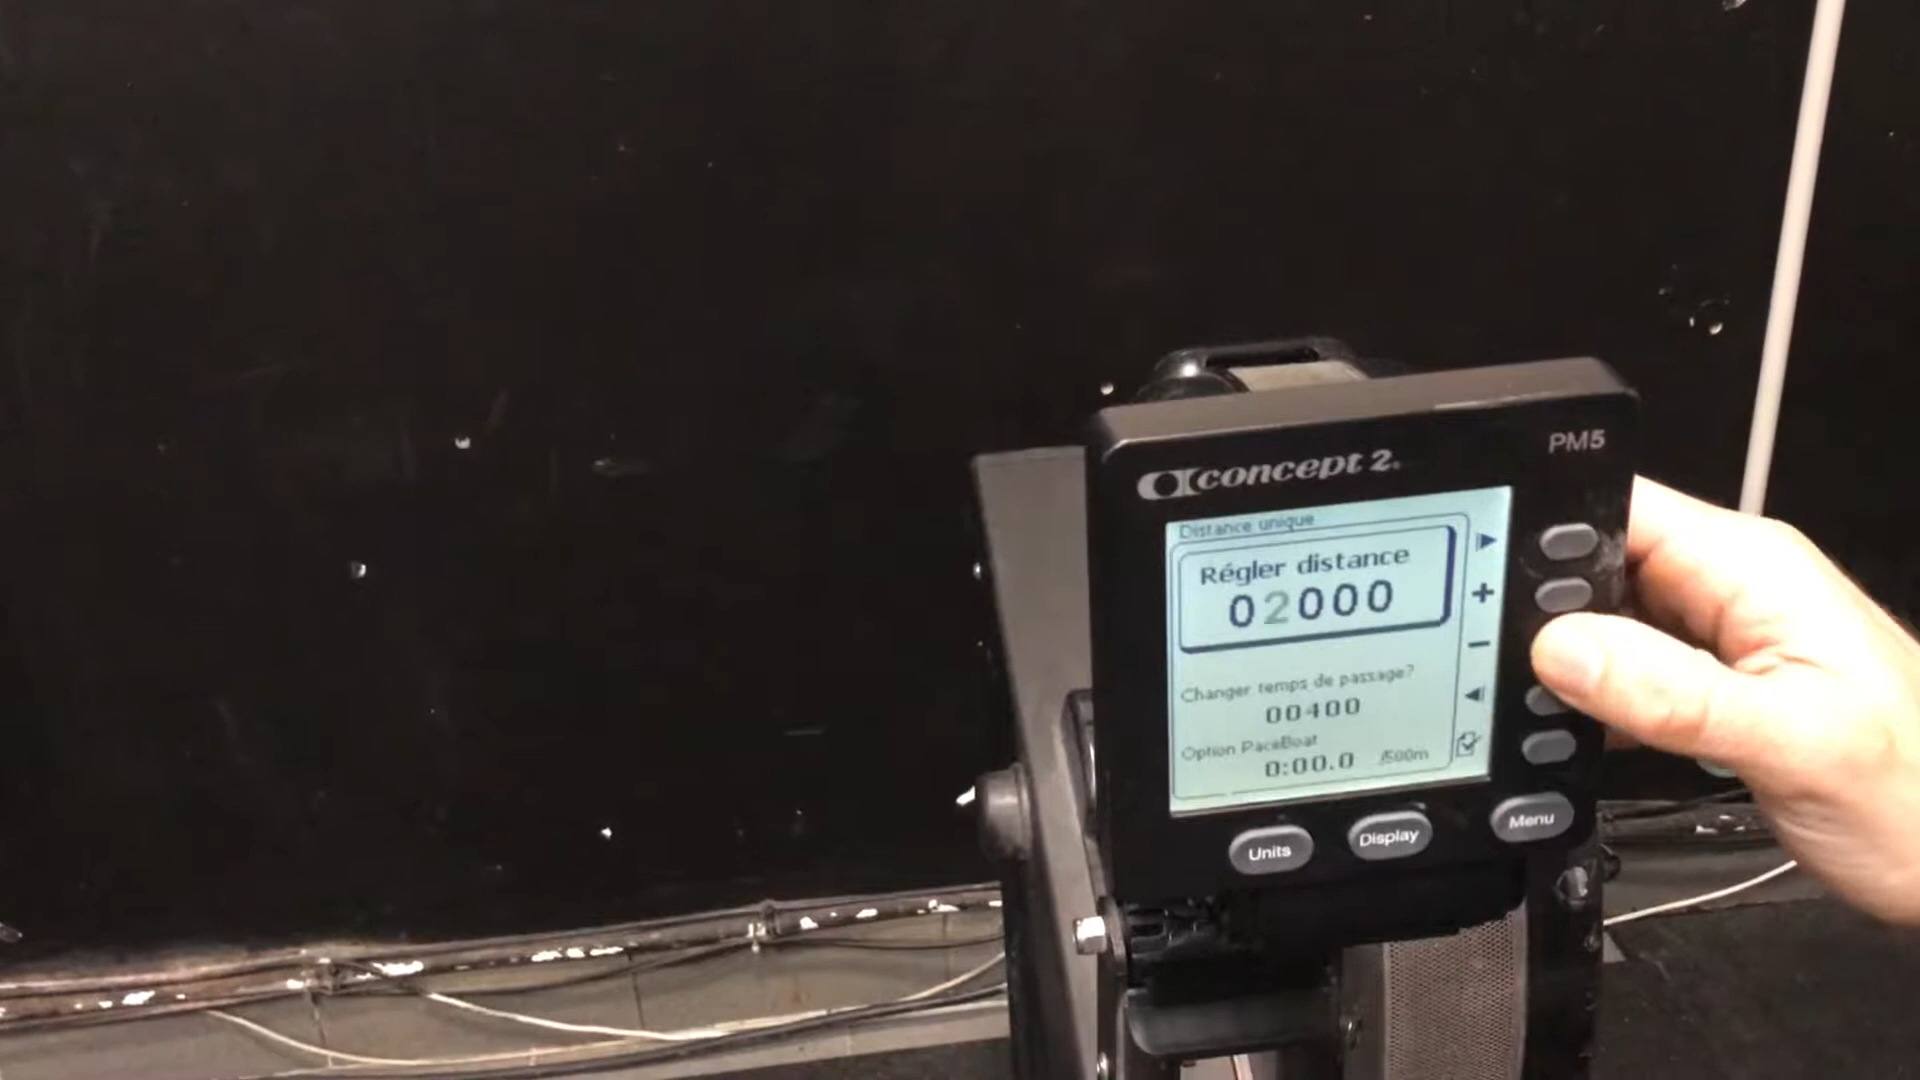 concept 2.
PM5
Distance unique
Régler distance
02000
Changer temps de passage?
00400
Option PaceBoat
0:00.0 /500m
Units
Display
Menu